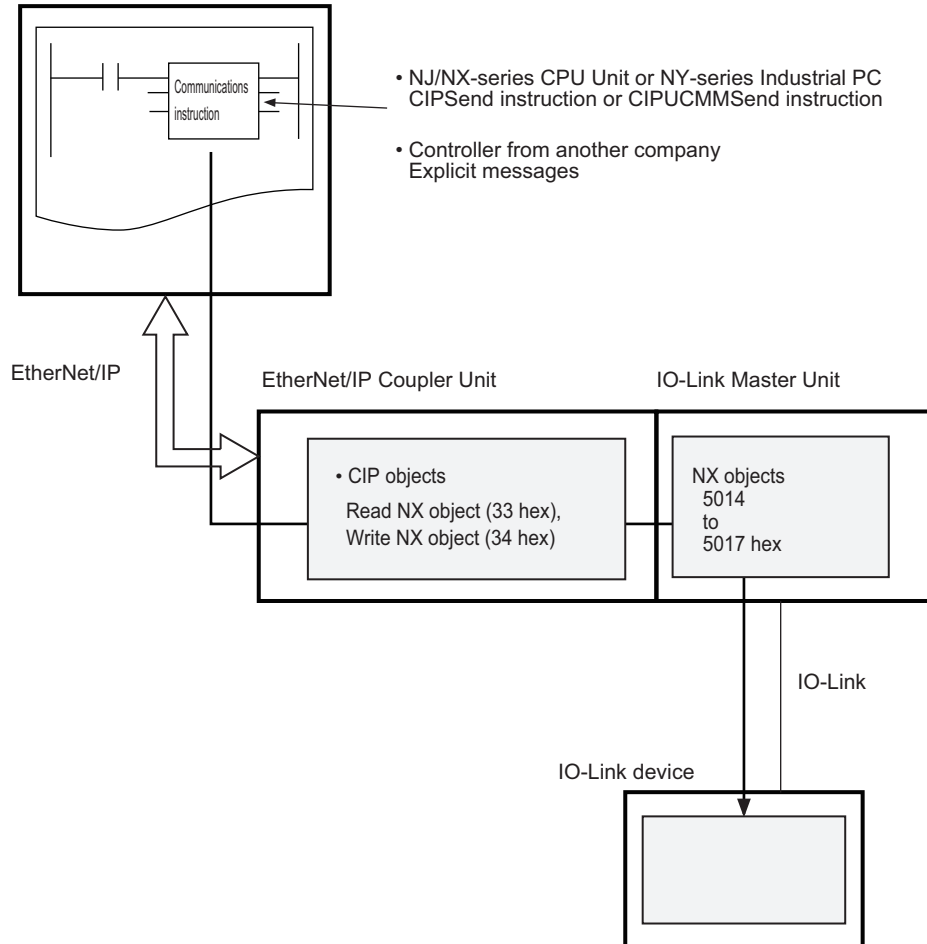 Communications
instruction
• NJ/NX-series CPU Unit or NY-series Industrial PC
CIPSend instruction or CIPUCMMSend instruction
• Controller from another company
Explicit messages
EtherNet/IP
EtherNet/IP Coupler Unit
IO-Link Master Unit
• CIP objects
Read NX object (33 hex),
Write NX object (34 hex)
NX objects
5014
to
5017 hex
IO-Link
IO-Link device